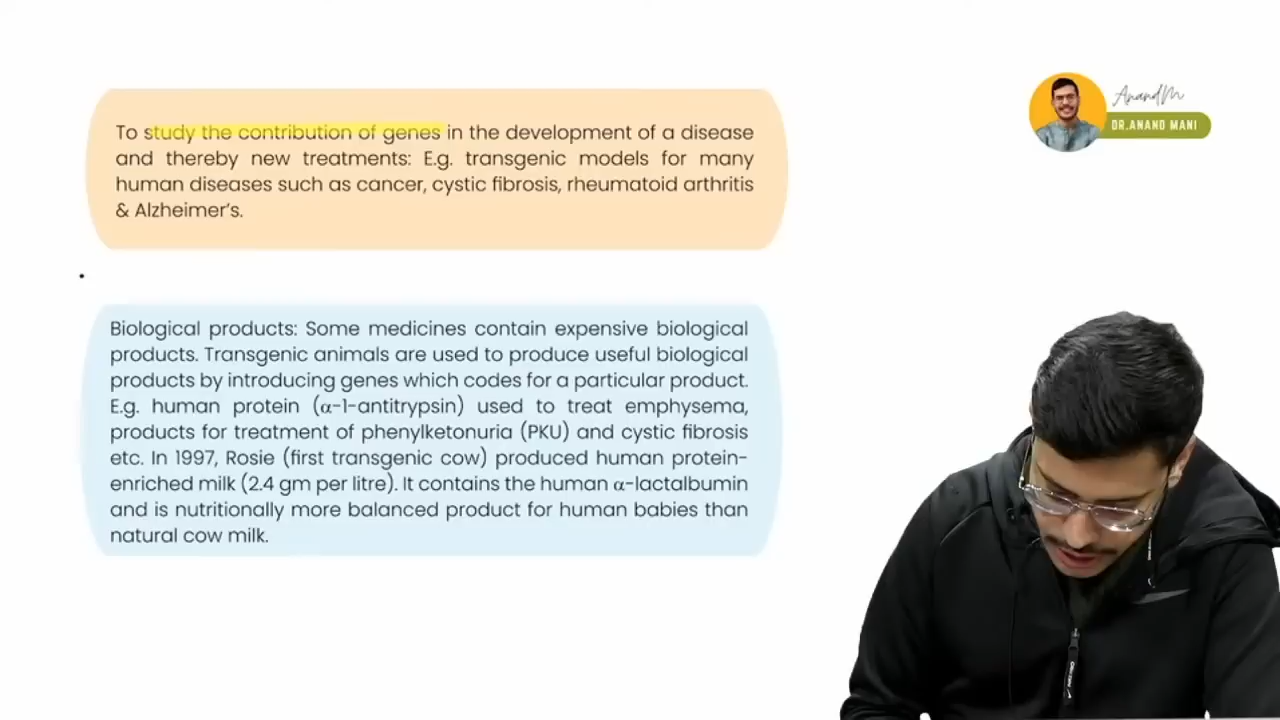 To study the contribution of genes in the development of a disease
and thereby new treatments: E.g. transgenic models for many
human diseases such as cancer, cystic fibrosis, rheumatoid arthritis
& Alzheimer's.
AnandM
DR.ANAND MANI
Biological products: Some medicines contain expensive biological
products. Transgenic animals are used to produce useful biological
products by introducing genes which codes for a particular product.
E.g. human protein (α-1-antitrypsin) used to treat emphysema,
products for treatment of phenylketonuria (PKU) and cystic fibrosis
etc. In 1997, Rosie (first transgenic cow) produced human protein-
enriched milk (2.4 gm per litre). It contains the human α-lactalbumin
and is nutritionally more balanced product for human babies than
natural cow milk.